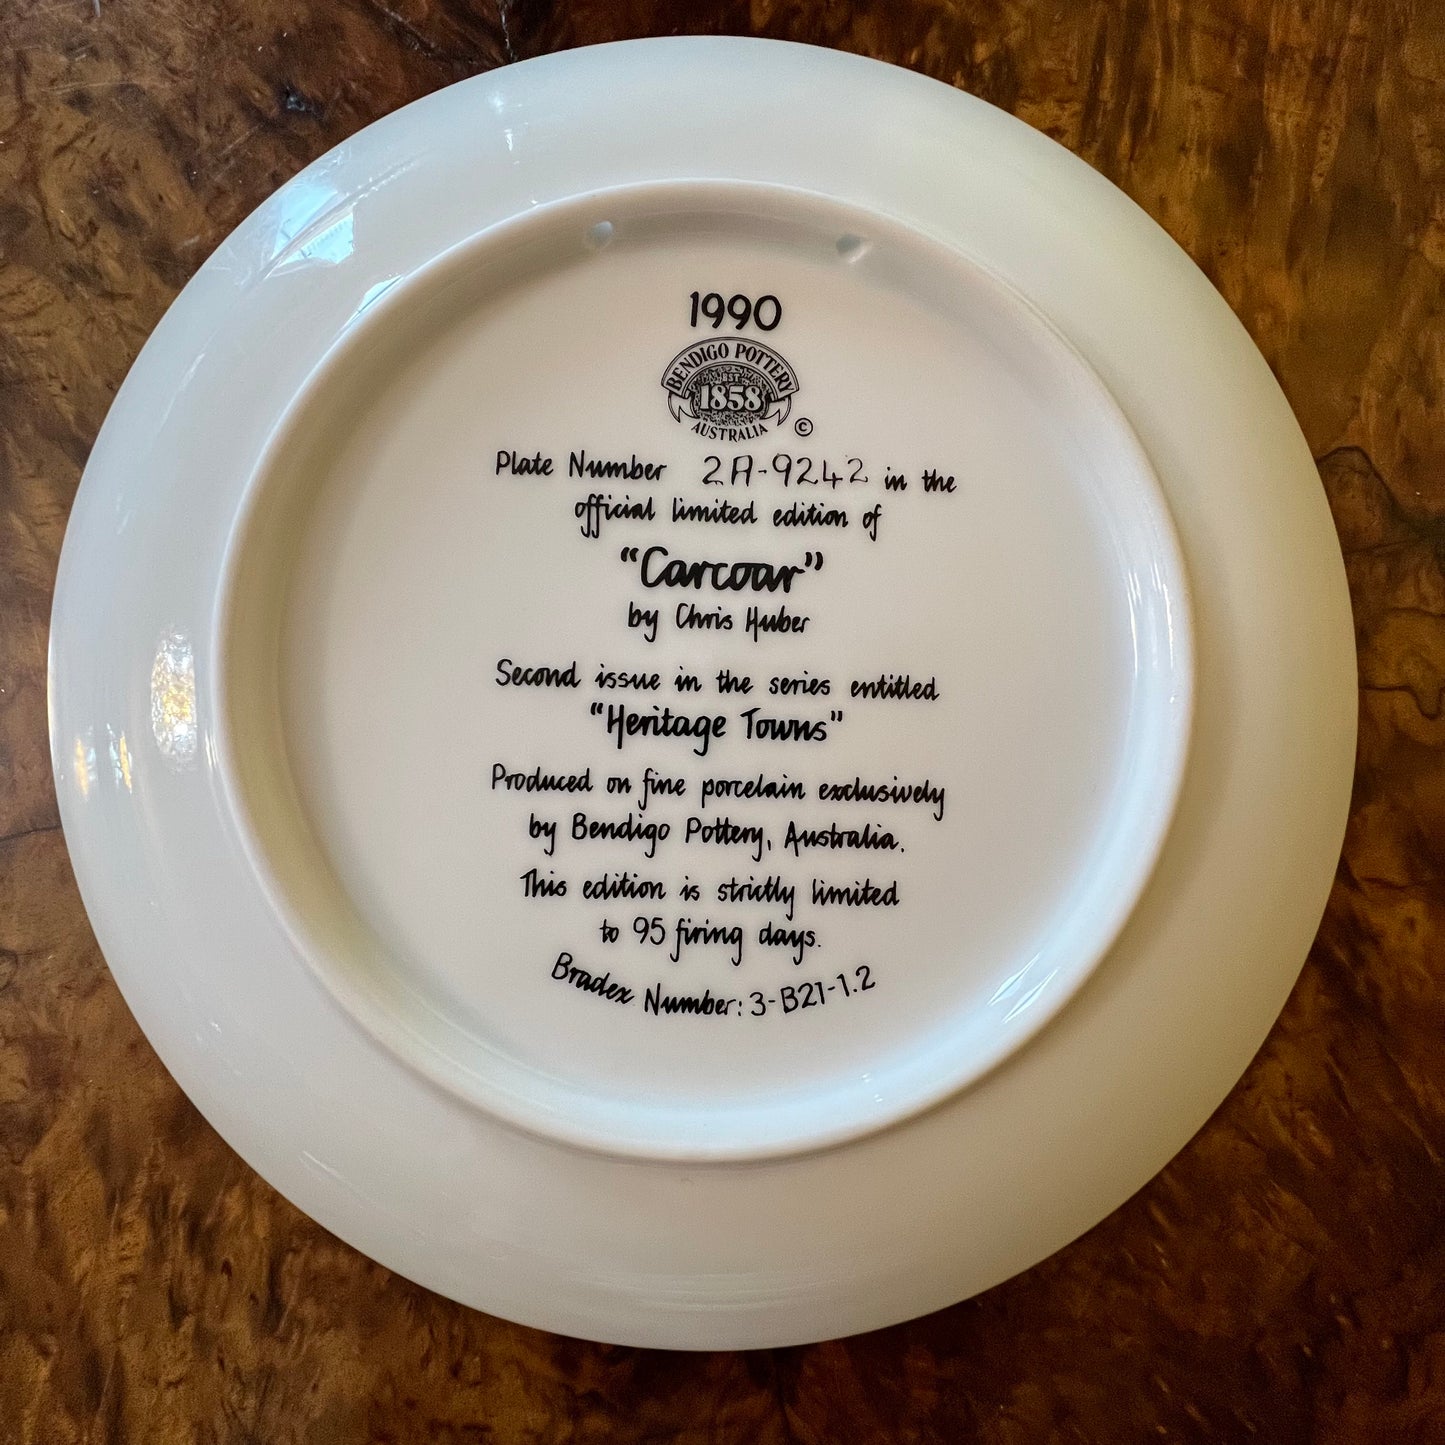 1990
BENDIGO POTTERY
EST.
1858
AUSTRALIA ©
Plate Number 2A-9242 in the
official limited edition of
"Carcoar"
by Chris Huber
Second issue in the series entitled
"Heritage Towns"
Produced on fine porcelain exclusively
by Bendigo Pottery, Australia.
This edition is strictly limited
to 95 firing days.
Bradex Number: 3-B21-1.2